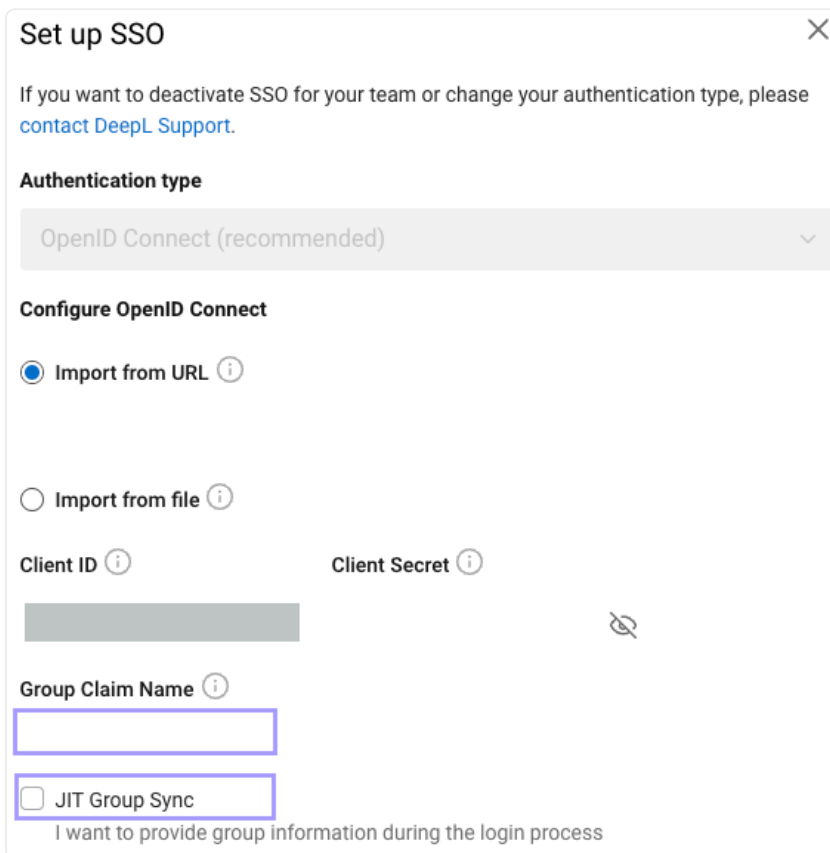 Set up SSO
If you want to deactivate SSO for your team or change your authentication type, please
contact DeepL Support.
Authentication type
OpenID Connect (recommended)
Configure OpenID Connect
Import from URL
Import from file
Client ID Client Secret
Group Claim Name
JIT Group Sync
I want to provide group information during the login process